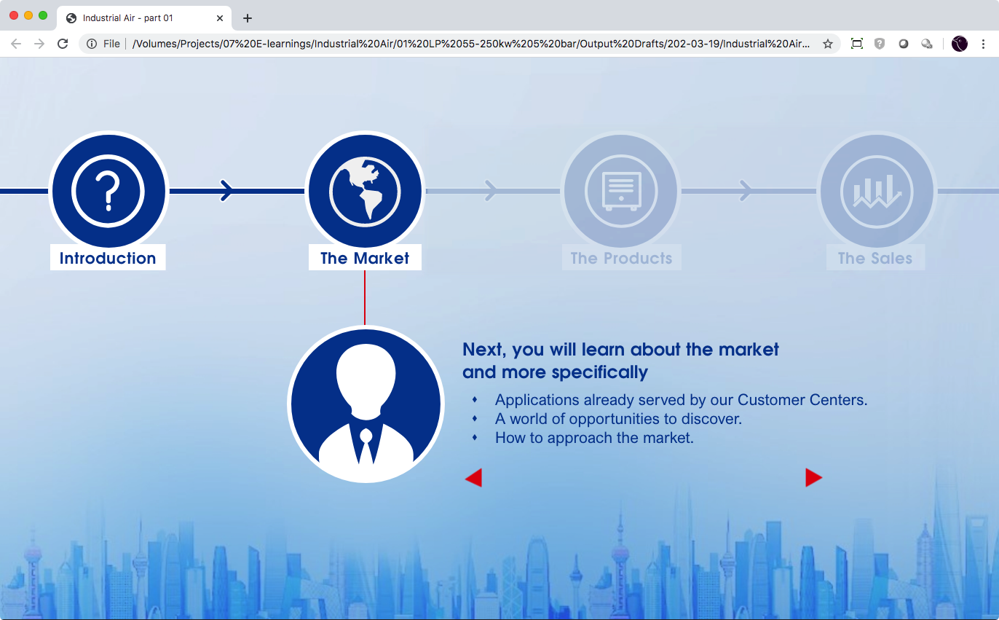 Industrial Air - part 01
File
/Volumes/Projects/07%20E-learnings/Industrial%20Air/01%20LP%2055-250kw%205%20bar/Output%20Drafts/202-03-19/Industrial%20Air...
?
Introduction
The Market
The Products
The Sales
Next, you will learn about the market
and more specifically
♦ Applications already served by our Customer Centers.
♦ A world of opportunities to discover.
♦ How to approach the market.